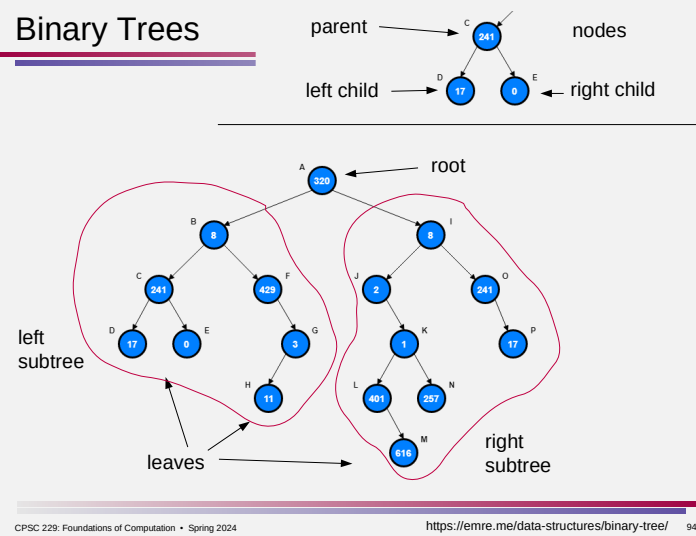 Binary Trees
parent
C
241
nodes
left child
D
17
E
0
right child
A
320
root
B
8
I
8
C
241
F
429
J
2
O
241
D
17
E
0
G
3
K
1
P
17
left
subtree
H
11
L
401
N
257
M
616
leaves
right
subtree
CPSC 229: Foundations of Computation • Spring 2024
https://emre.me/data-structures/binary-tree/
94